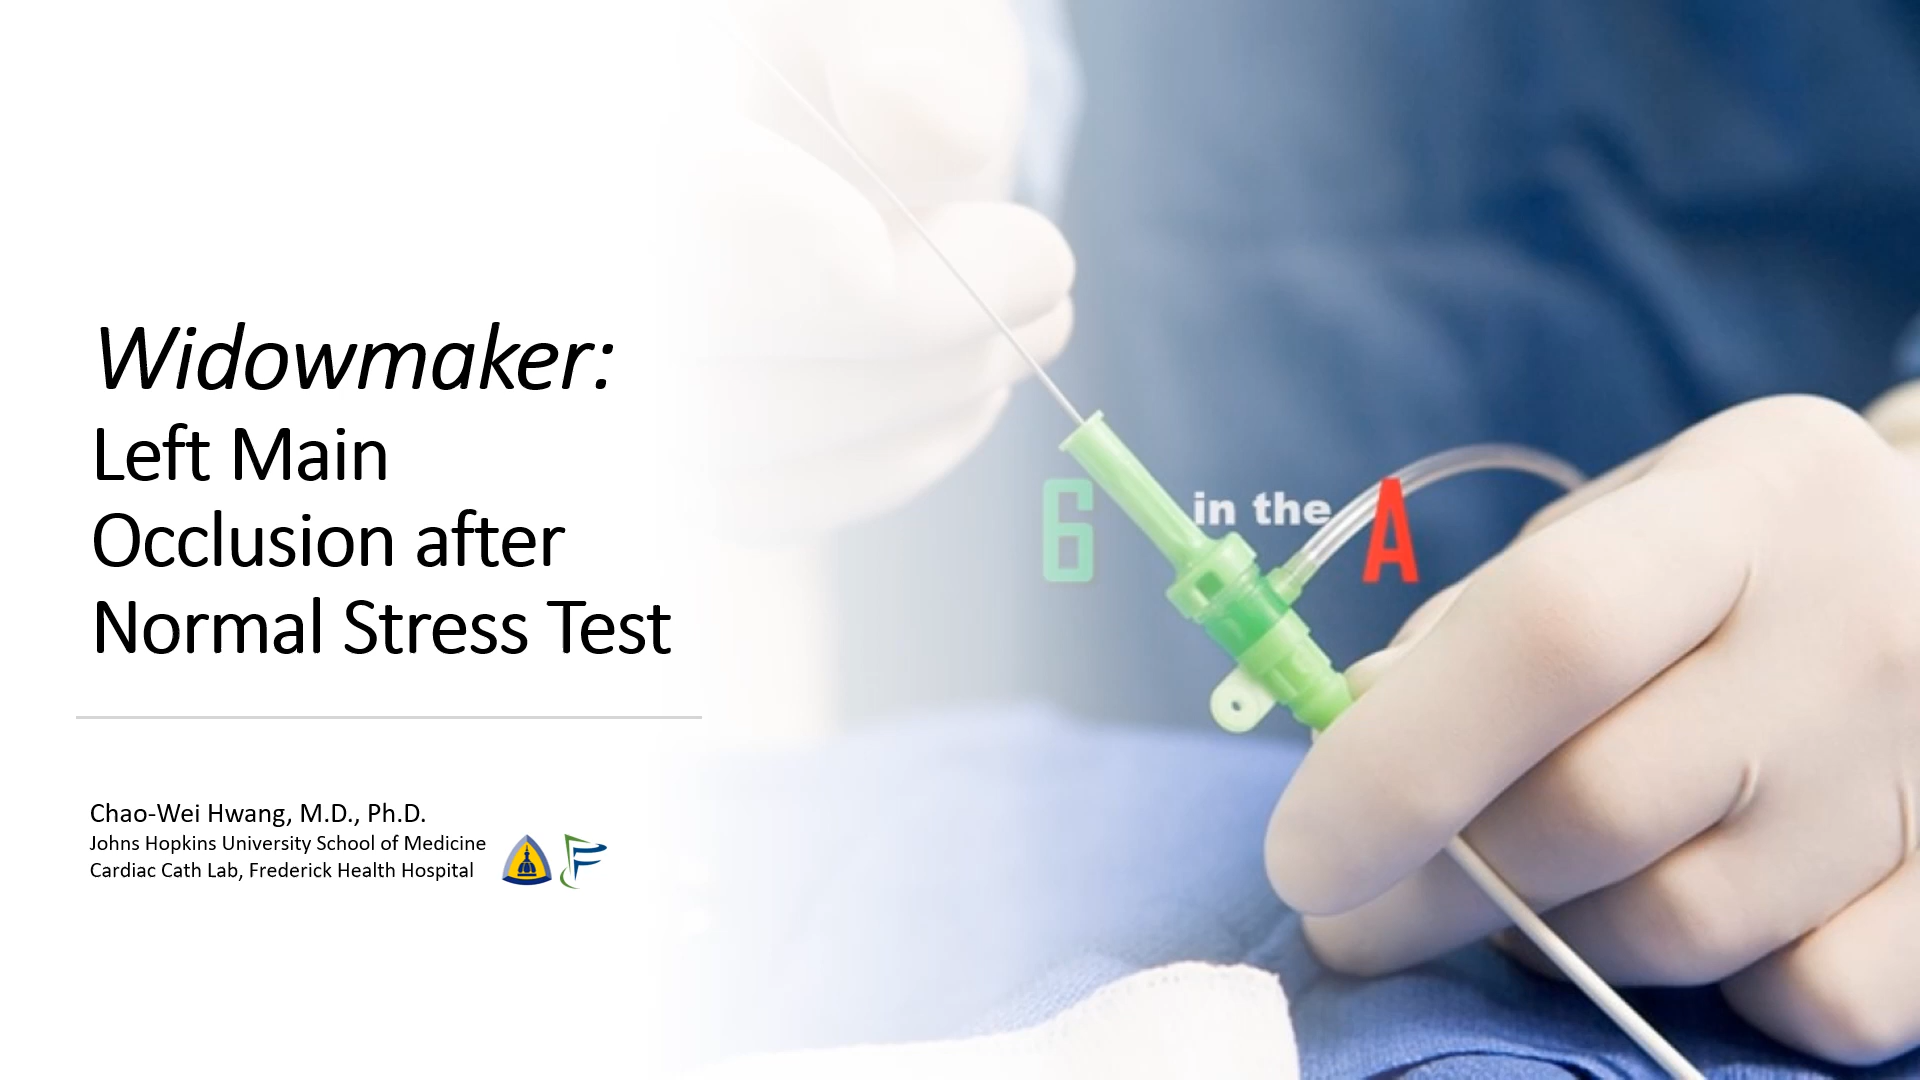 Widowmaker:
Left Main
Occlusion after
Normal Stress Test
Chao-Wei Hwang, M.D., Ph.D.
Johns Hopkins University School of Medicine
Cardiac Cath Lab, Frederick Health Hospital
6 in the A